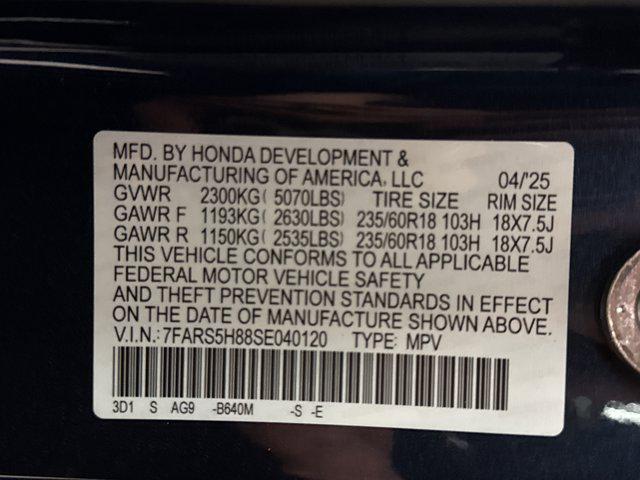 MFD. BY HONDA DEVELOPMENT &
MANUFACTURING OF AMERICA, LLC 04/'25
GVWR 2300KG( 5070LBS) TIRE SIZE RIM SIZE
GAWR F 1193KG( 2630LBS) 235/60R18 103H 18X7.5J
GAWR R 1150KG( 2535LBS) 235/60R18 103H 18X7.5J
THIS VEHICLE CONFORMS TO ALL APPLICABLE
FEDERAL MOTOR VEHICLE SAFETY
AND THEFT PREVENTION STANDARDS IN EFFECT
ON THE DATE OF MANUFACTURE SHOWN ABOVE.
V.I.N.: 7FARS5H88SE040120 TYPE: MPV
3D1 S AG9 -B640M -S -E